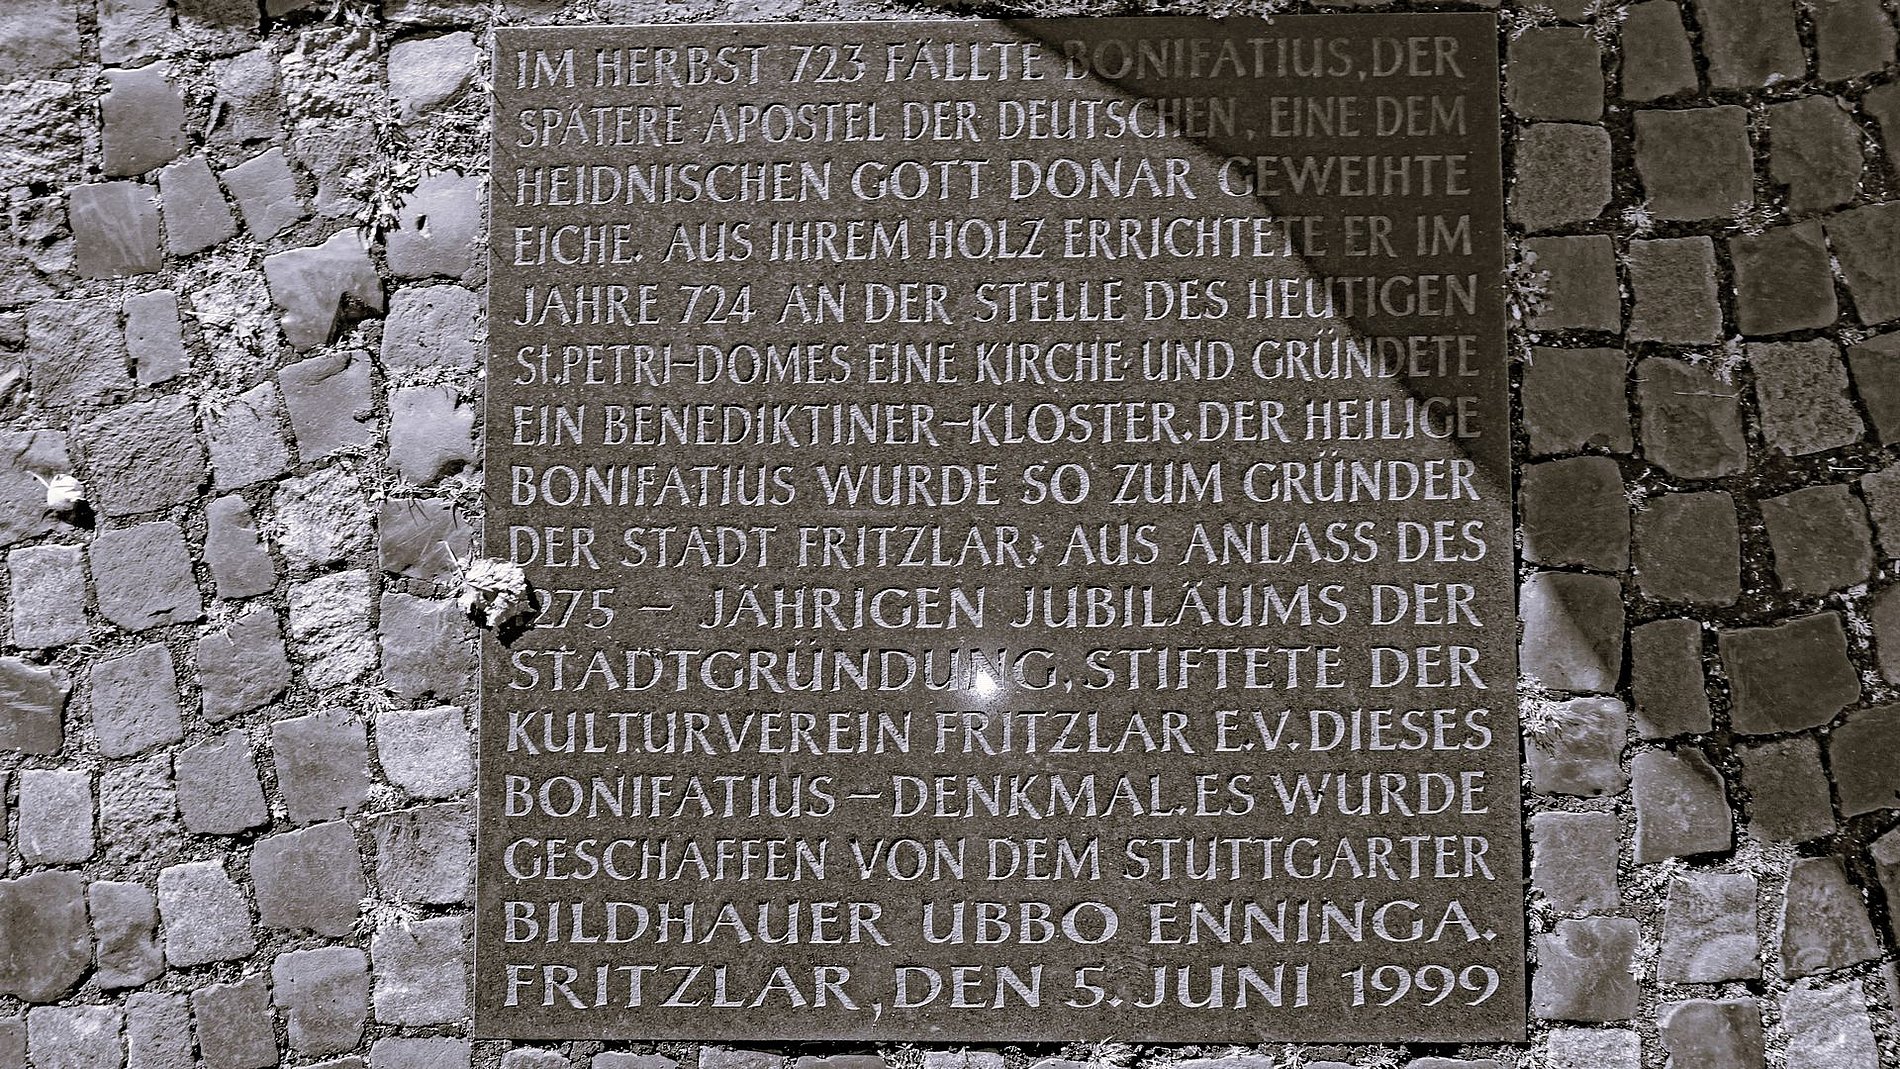 IM HERBST 723 FÄLLTE BONIFATIUS, DER
SPÄTERE APOSTEL DER DEUTSCHEN, EINE DEM
HEIDNISCHEN GOTT DONAR GEWEIHTE
EICHE. AUS IHREM HOLZ ERRICHTETE ER IM
JAHRE 724 AN DER STELLE DES HEUTIGEN
St. PETRI-DOMES EINE KIRCHE UND GRÜNDETE
EIN BENEDIKTINER-KLOSTER. DER HEILIGE
BONIFATIUS WURDE SO ZUM GRÜNDER
DER STADT FRITZLAR. AUS ANLASS DES
1275 - JÄHRIGEN JUBILÄUMS DER
STADTGRÜNDUNG, STIFTETE DER
KULTURVEREIN FRITZLAR E.V. DIESES
BONIFATIUS-DENKMAL. ES WURDE
GESCHAFFEN VON DEM STUTTGARTER
BILDHAUER UBBO ENNINGA.
FRITZLAR, DEN 5. JUNI 1999